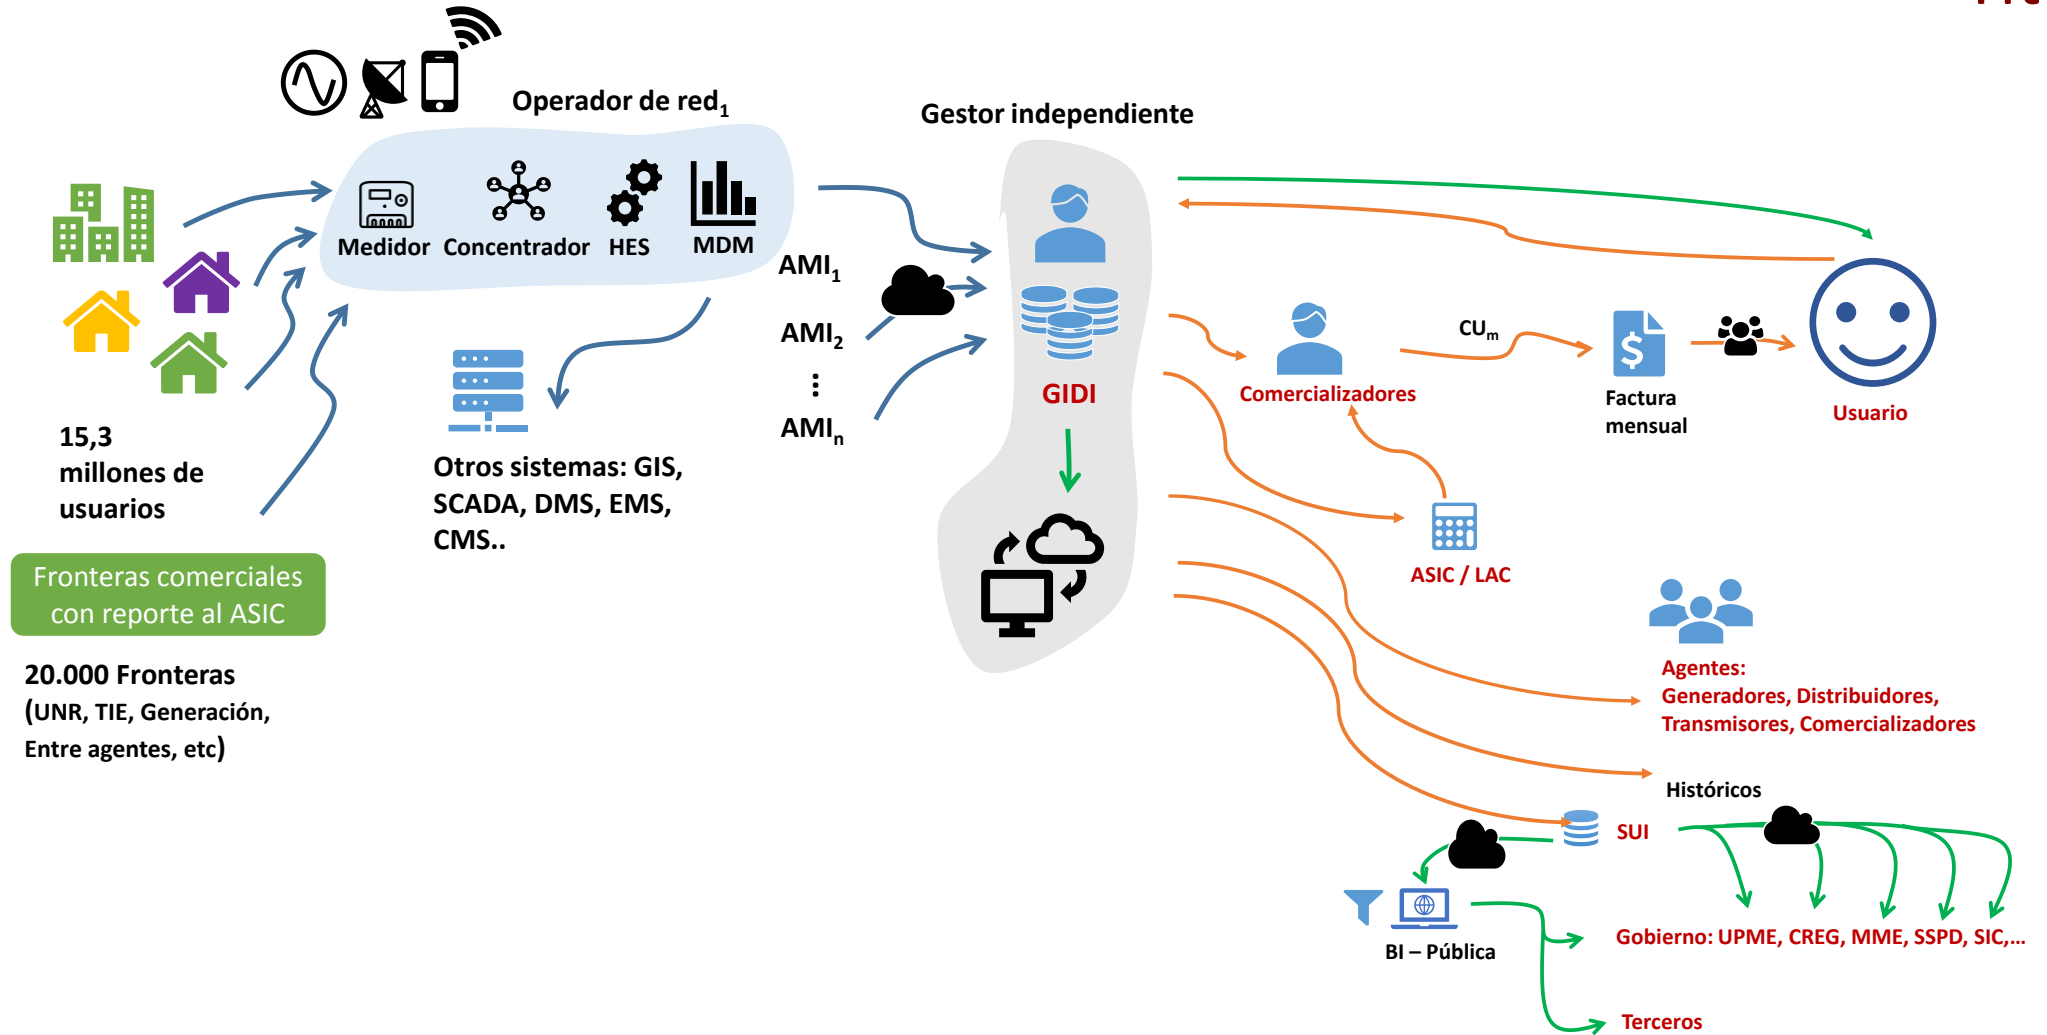 Operador de red1
Gestor independiente
Medidor
Concentrador
HES
MDM
AMI1
AMI2
⋮
AMIn
15,3
millones de
usuarios
Otros sistemas: GIS,
SCADA, DMS, EMS,
CMS..
Fronteras comerciales
con reporte al ASIC
20.000 Fronteras
(UNR, TIE, Generación,
Entre agentes, etc)
GIDI
Comercializadores
CUm
$
Factura
mensual
Usuario
ASIC / LAC
Agentes:
Generadores, Distribuidores,
Transmisores, Comercializadores
Históricos
SUI
BI – Pública
Gobierno: UPME, CREG, MME, SSPD, SIC,...
Terceros